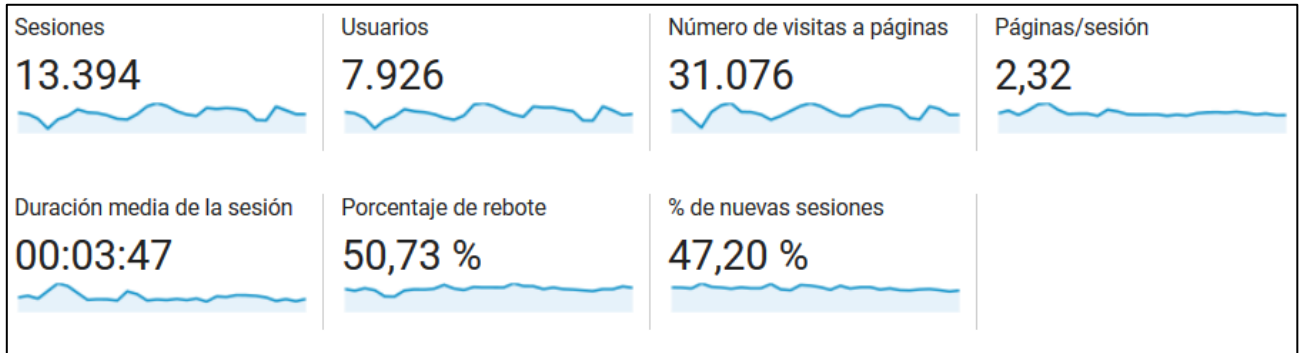 Sesiones
13.394
Usuarios
7.926
Número de visitas a páginas
31.076
Páginas/sesión
2,32
Duración media de la sesión
00:03:47
Porcentaje de rebote
50,73 %
% de nuevas sesiones
47,20 %